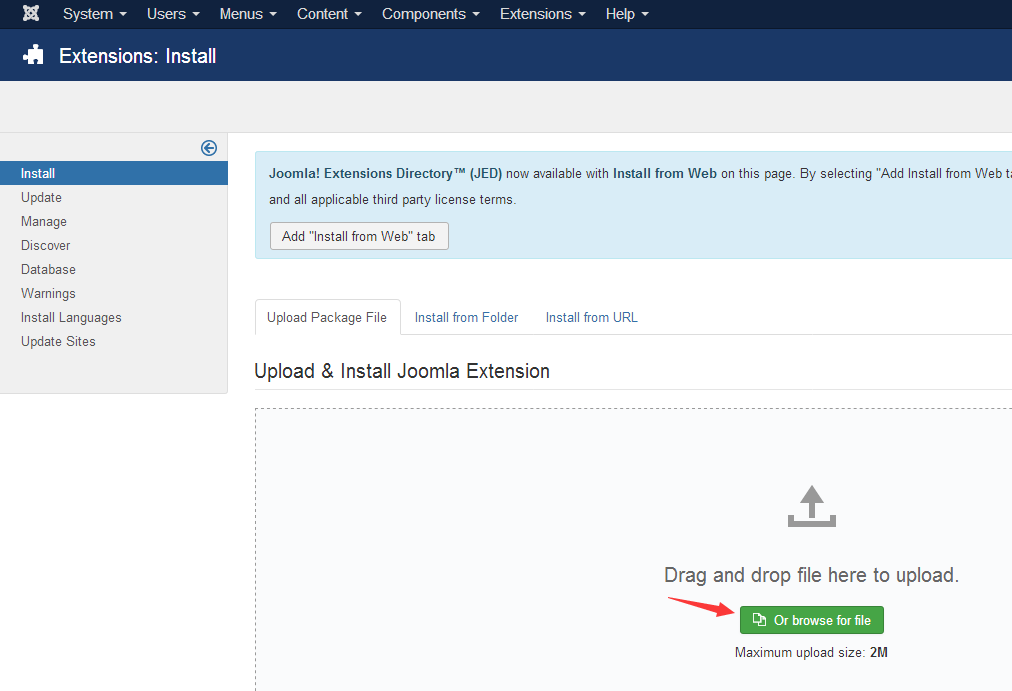 System Users Menus Content Components Extensions Help
Extensions: Install
Install
Update
Manage
Discover
Database
Warnings
Install Languages
Update Sites
Joomla! Extensions Directory™ (JED) now available with Install from Web on this page. By selecting "Add Install from Web
and all applicable third party license terms.
Add "Install from Web" tab
Upload Package File Install from Folder Install from URL
Upload & Install Joomla Extension
Drag and drop file here to upload.
Or browse for file
Maximum upload size: 2M